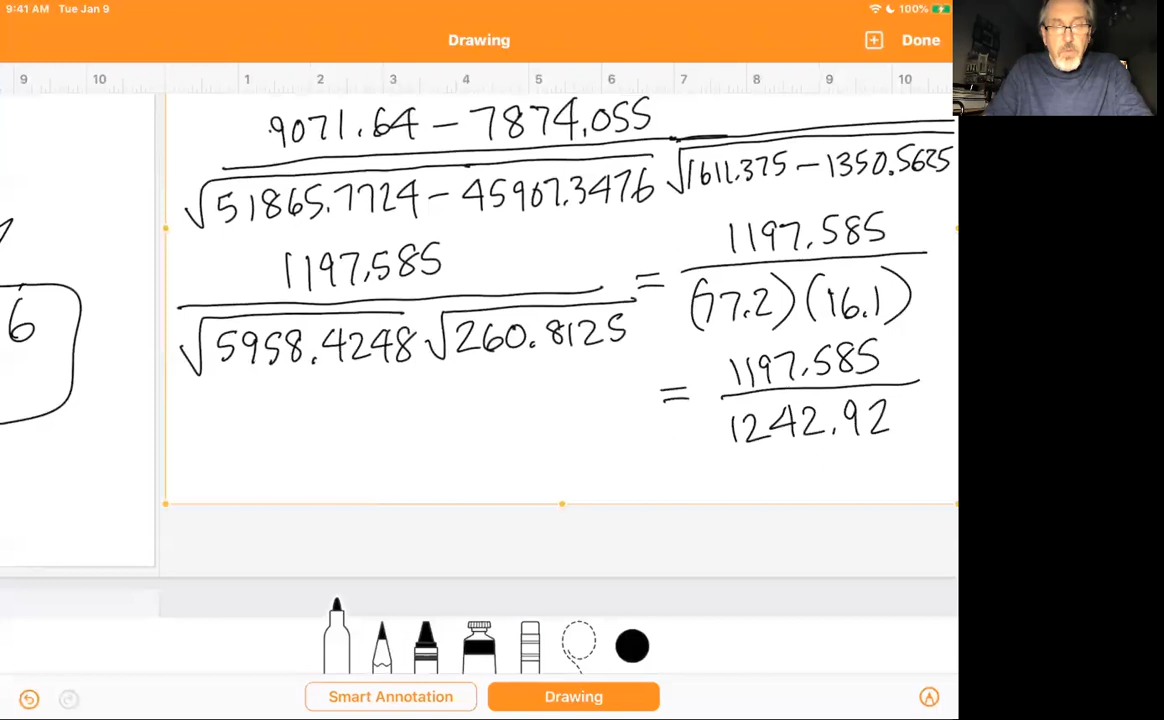 9:41 AM Tue Jan 9 100%
Drawing Done
9 10 1 2 3 4 5 6 7 8 9 10
9071.64 - 7874.055
√51865.7724 - 45907.3476 √1611.375 - 1350.5625
1197.585 = 1197.585
√5958.4248 √260.8125 (77.2)(16.1)
6
= 1197.585
1242.92
Smart Annotation Drawing